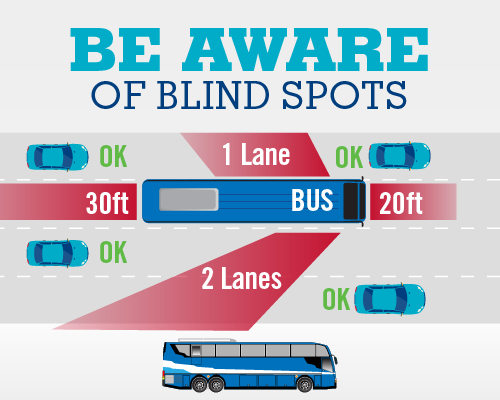 BE AWARE
OF BLIND SPOTS
OK
1 Lane
OK
30ft
BUS
20ft
OK
2 Lanes
OK